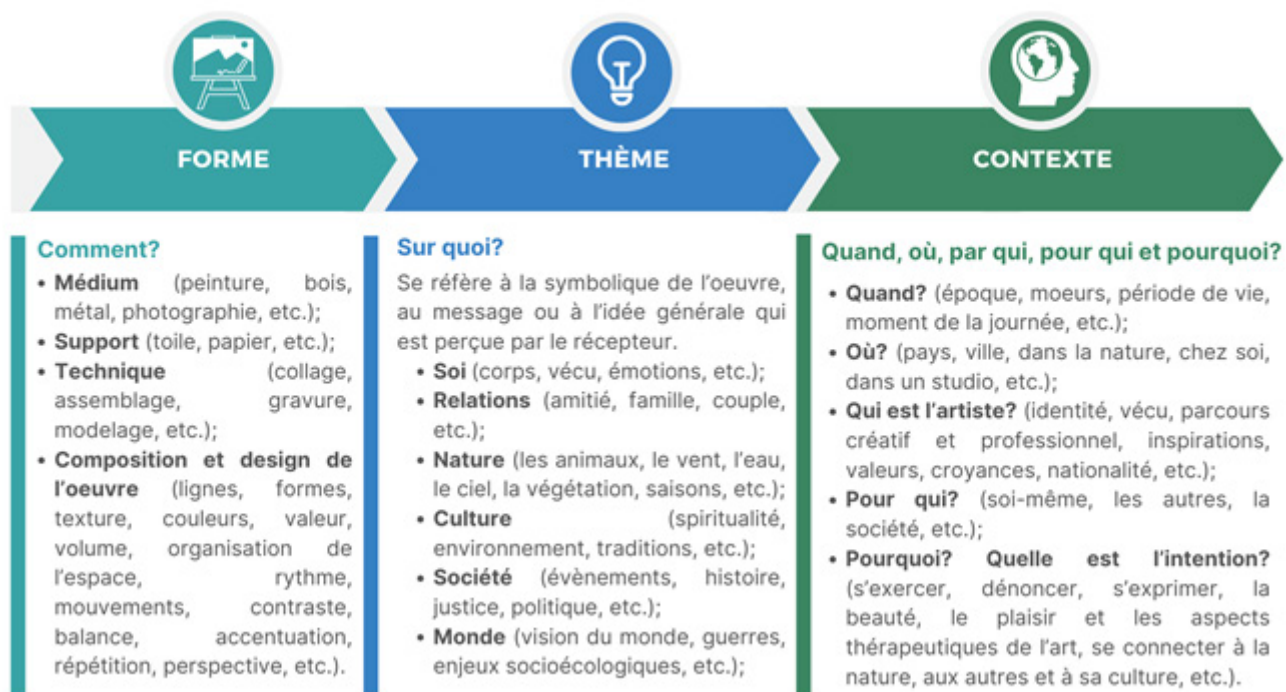 FORME
Comment?
• Médium (peinture, bois,
métal, photographie, etc.);
• Support (toile, papier, etc.);
• Technique (collage,
assemblage, gravure,
modelage, etc.);
• Composition et design de
l'oeuvre (lignes, formes,
texture, couleurs, valeur,
volume, organisation de
l'espace, rythme,
mouvements, contraste,
balance, accentuation,
répétition, perspective, etc.).
THÈME
Sur quoi?
Se réfère à la symbolique de l'oeuvre,
au message ou à l'idée générale qui
est perçue par le récepteur.
• Soi (corps, vécu, émotions, etc.);
• Relations (amitié, famille, couple,
etc.);
• Nature (les animaux, le vent, l'eau,
le ciel, la végétation, saisons, etc.);
• Culture (spiritualité,
environnement, traditions, etc.);
• Société (évènements, histoire,
justice, politique, etc.);
• Monde (vision du monde, guerres,
enjeux socioécologiques, etc.);
CONTEXTE
Quand, où, par qui, pour qui et pourquoi?
• Quand? (époque, moeurs, période de vie,
moment de la journée, etc.);
• Où? (pays, ville, dans la nature, chez soi,
dans un studio, etc.);
• Qui est l'artiste? (identité, vécu, parcours
créatif et professionnel, inspirations,
valeurs, croyances, nationalité, etc.);
• Pour qui? (soi-même, les autres, la
société, etc.);
• Pourquoi? Quelle est l'intention?
(s'exercer, dénoncer, s'exprimer, la
beauté, le plaisir et les aspects
thérapeutiques de l'art, se connecter à la
nature, aux autres et à sa culture, etc.).